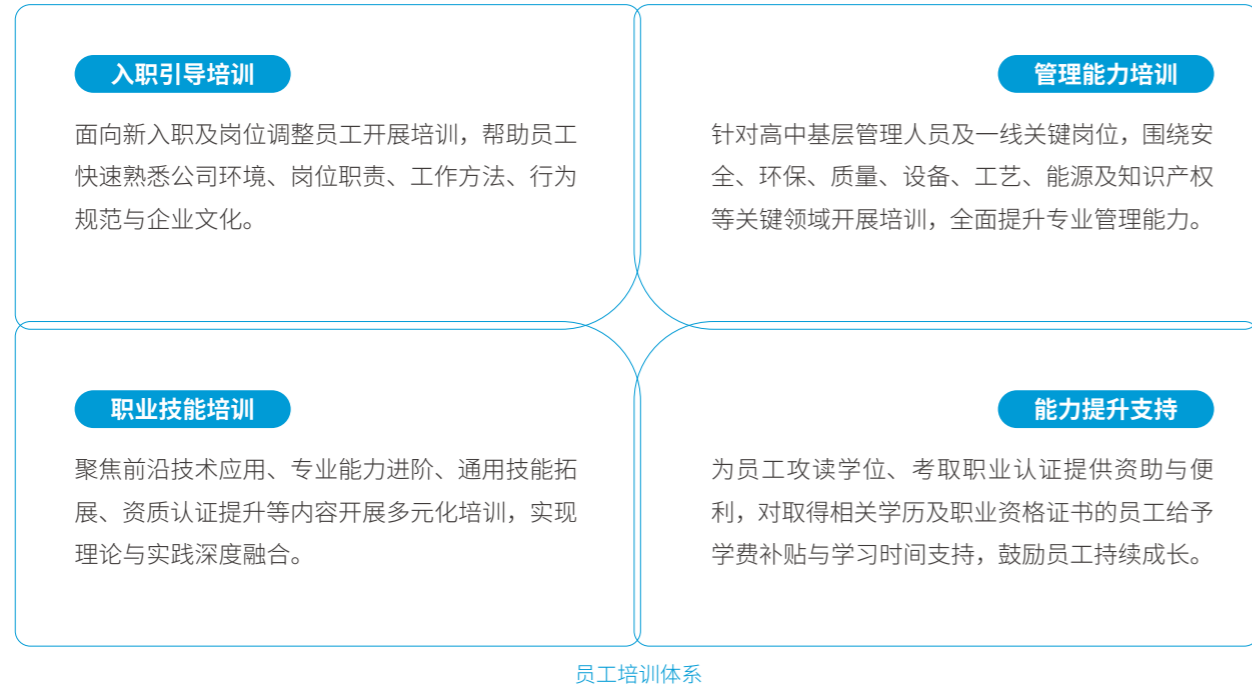 入职引导培训
面向新入职及岗位调整员工开展培训，帮助员工
快速熟悉公司环境、岗位职责、工作方法、行为
规范与企业文化。
管理能力培训
针对高中基层管理人员及一线关键岗位，围绕安
全、环保、质量、设备、工艺、能源及知识产权
等关键领域开展培训，全面提升专业管理能力。
职业技能培训
聚焦前沿技术应用、专业能力进阶、通用技能拓
展、资质认证提升等内容开展多元化培训，实现
理论与实践深度融合。
能力提升支持
为员工攻读学位、考取职业认证提供资助与便
利，对取得相关学历及职业资格证书的员工给予
学费补贴与学习时间支持，鼓励员工持续成长。
员工培训体系